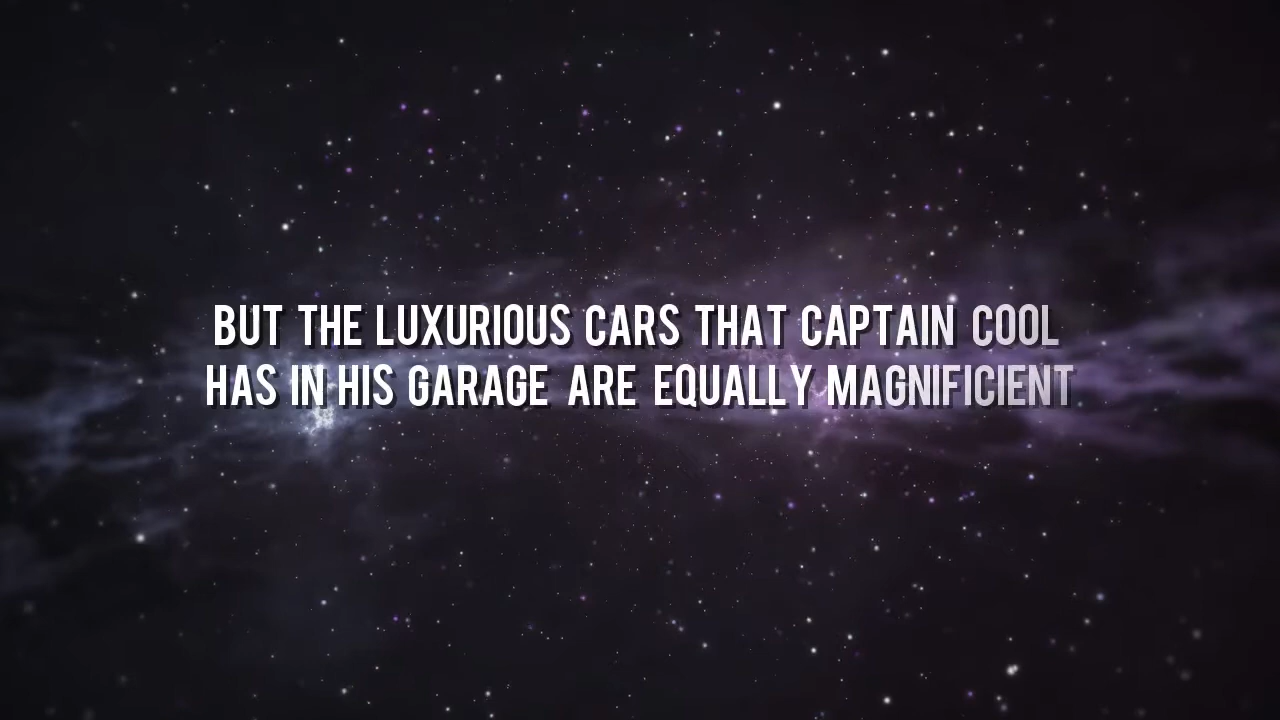 BUT THE LUXURIOUS CARS THAT CAPTAIN COOL
HAS IN HIS GARAGE ARE EQUALLY MAGNIFICIENT